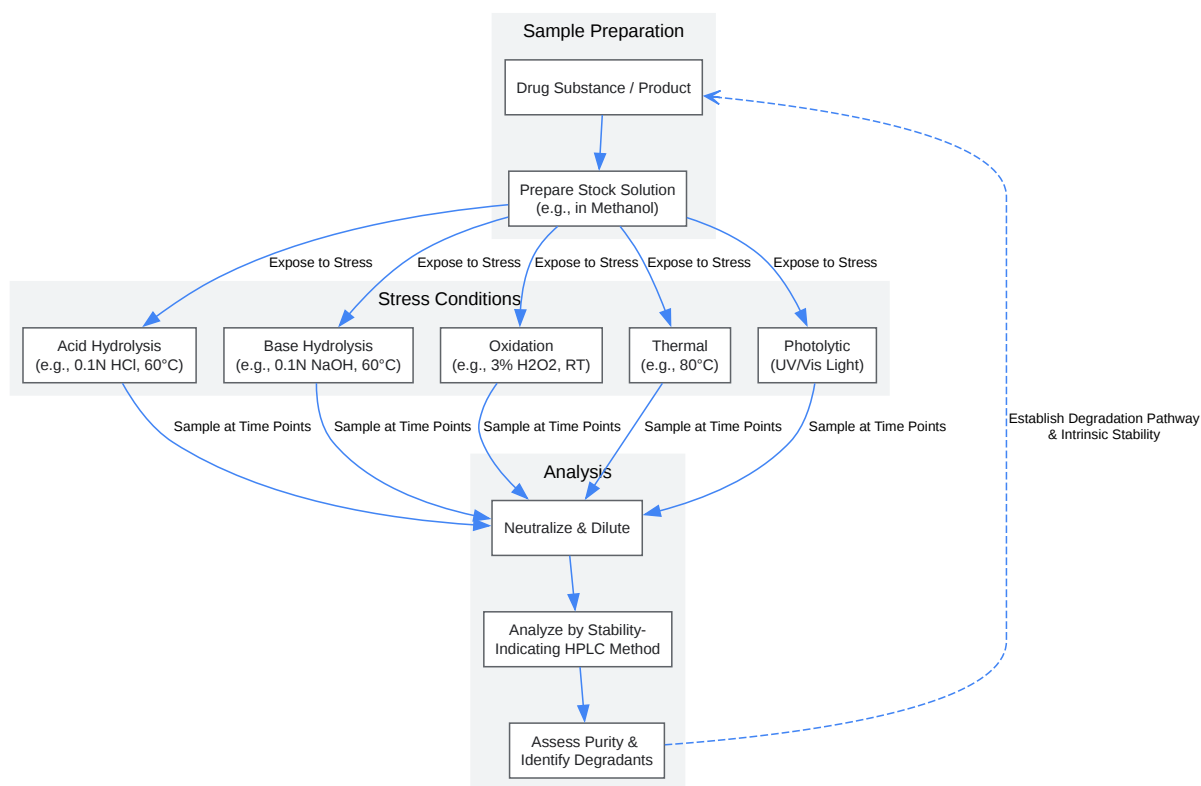 Sample Preparation
Drug Substance / Product
Prepare Stock Solution
(e.g., in Methanol)
Expose to Stress
Expose to Stress
Expose to Stress
Expose to Stress
Expose to Stress
Stress Conditions
Acid Hydrolysis
(e.g., 0.1N HCl, 60°C)
Base Hydrolysis
(e.g., 0.1N NaOH, 60°C)
Oxidation
(e.g., 3% H2O2, RT)
Thermal
(e.g., 80°C)
Photolytic
(UV/Vis Light)
Sample at Time Points
Sample at Time Points
Sample at Time Points
Sample at Time Points
Sample at Time Points
Establish Degradation Pathway
& Intrinsic Stability
Analysis
Neutralize & Dilute
Analyze by Stability-
Indicating HPLC Method
Assess Purity &
Identify Degradants